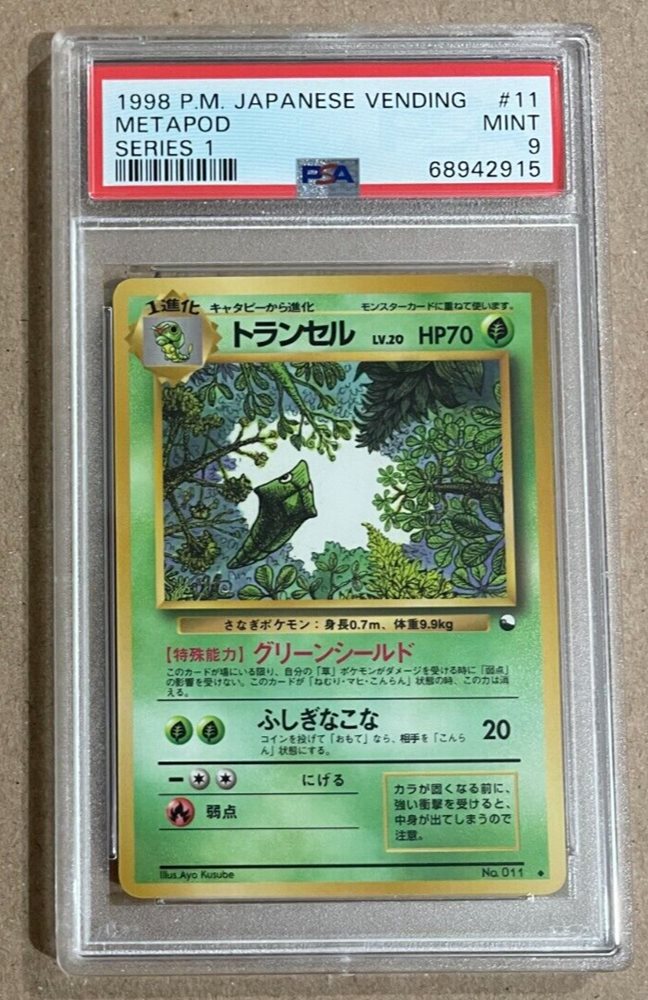 1998 P.M. JAPANESE VENDING #11
METAPOD MINT
SERIES 1 9
PSA 68942915
1進化 キャタピーから進化 モンスターカードに重ねて使います。
トランセル LV.20 HP70
さなぎポケモン：身長0.7m、体重9.9kg
【特殊能力】グリーンシールド
このカードが場にいる限り、自分の「草」ポケモンがダメージを受ける時に「弱点」
の影響を受けない。このカードが「ねむり・マヒ・こんらん」状態の時、この力は消
える。
ふしぎなこな 20
コインを投げて「おもて」なら、相手を「こんら
ん」状態にする。
にげる
弱点
カラが固くなる前に、
強い衝撃を受けると、
中身が出てしまうので
注意。
Illus.Ayo Kusube No. 011